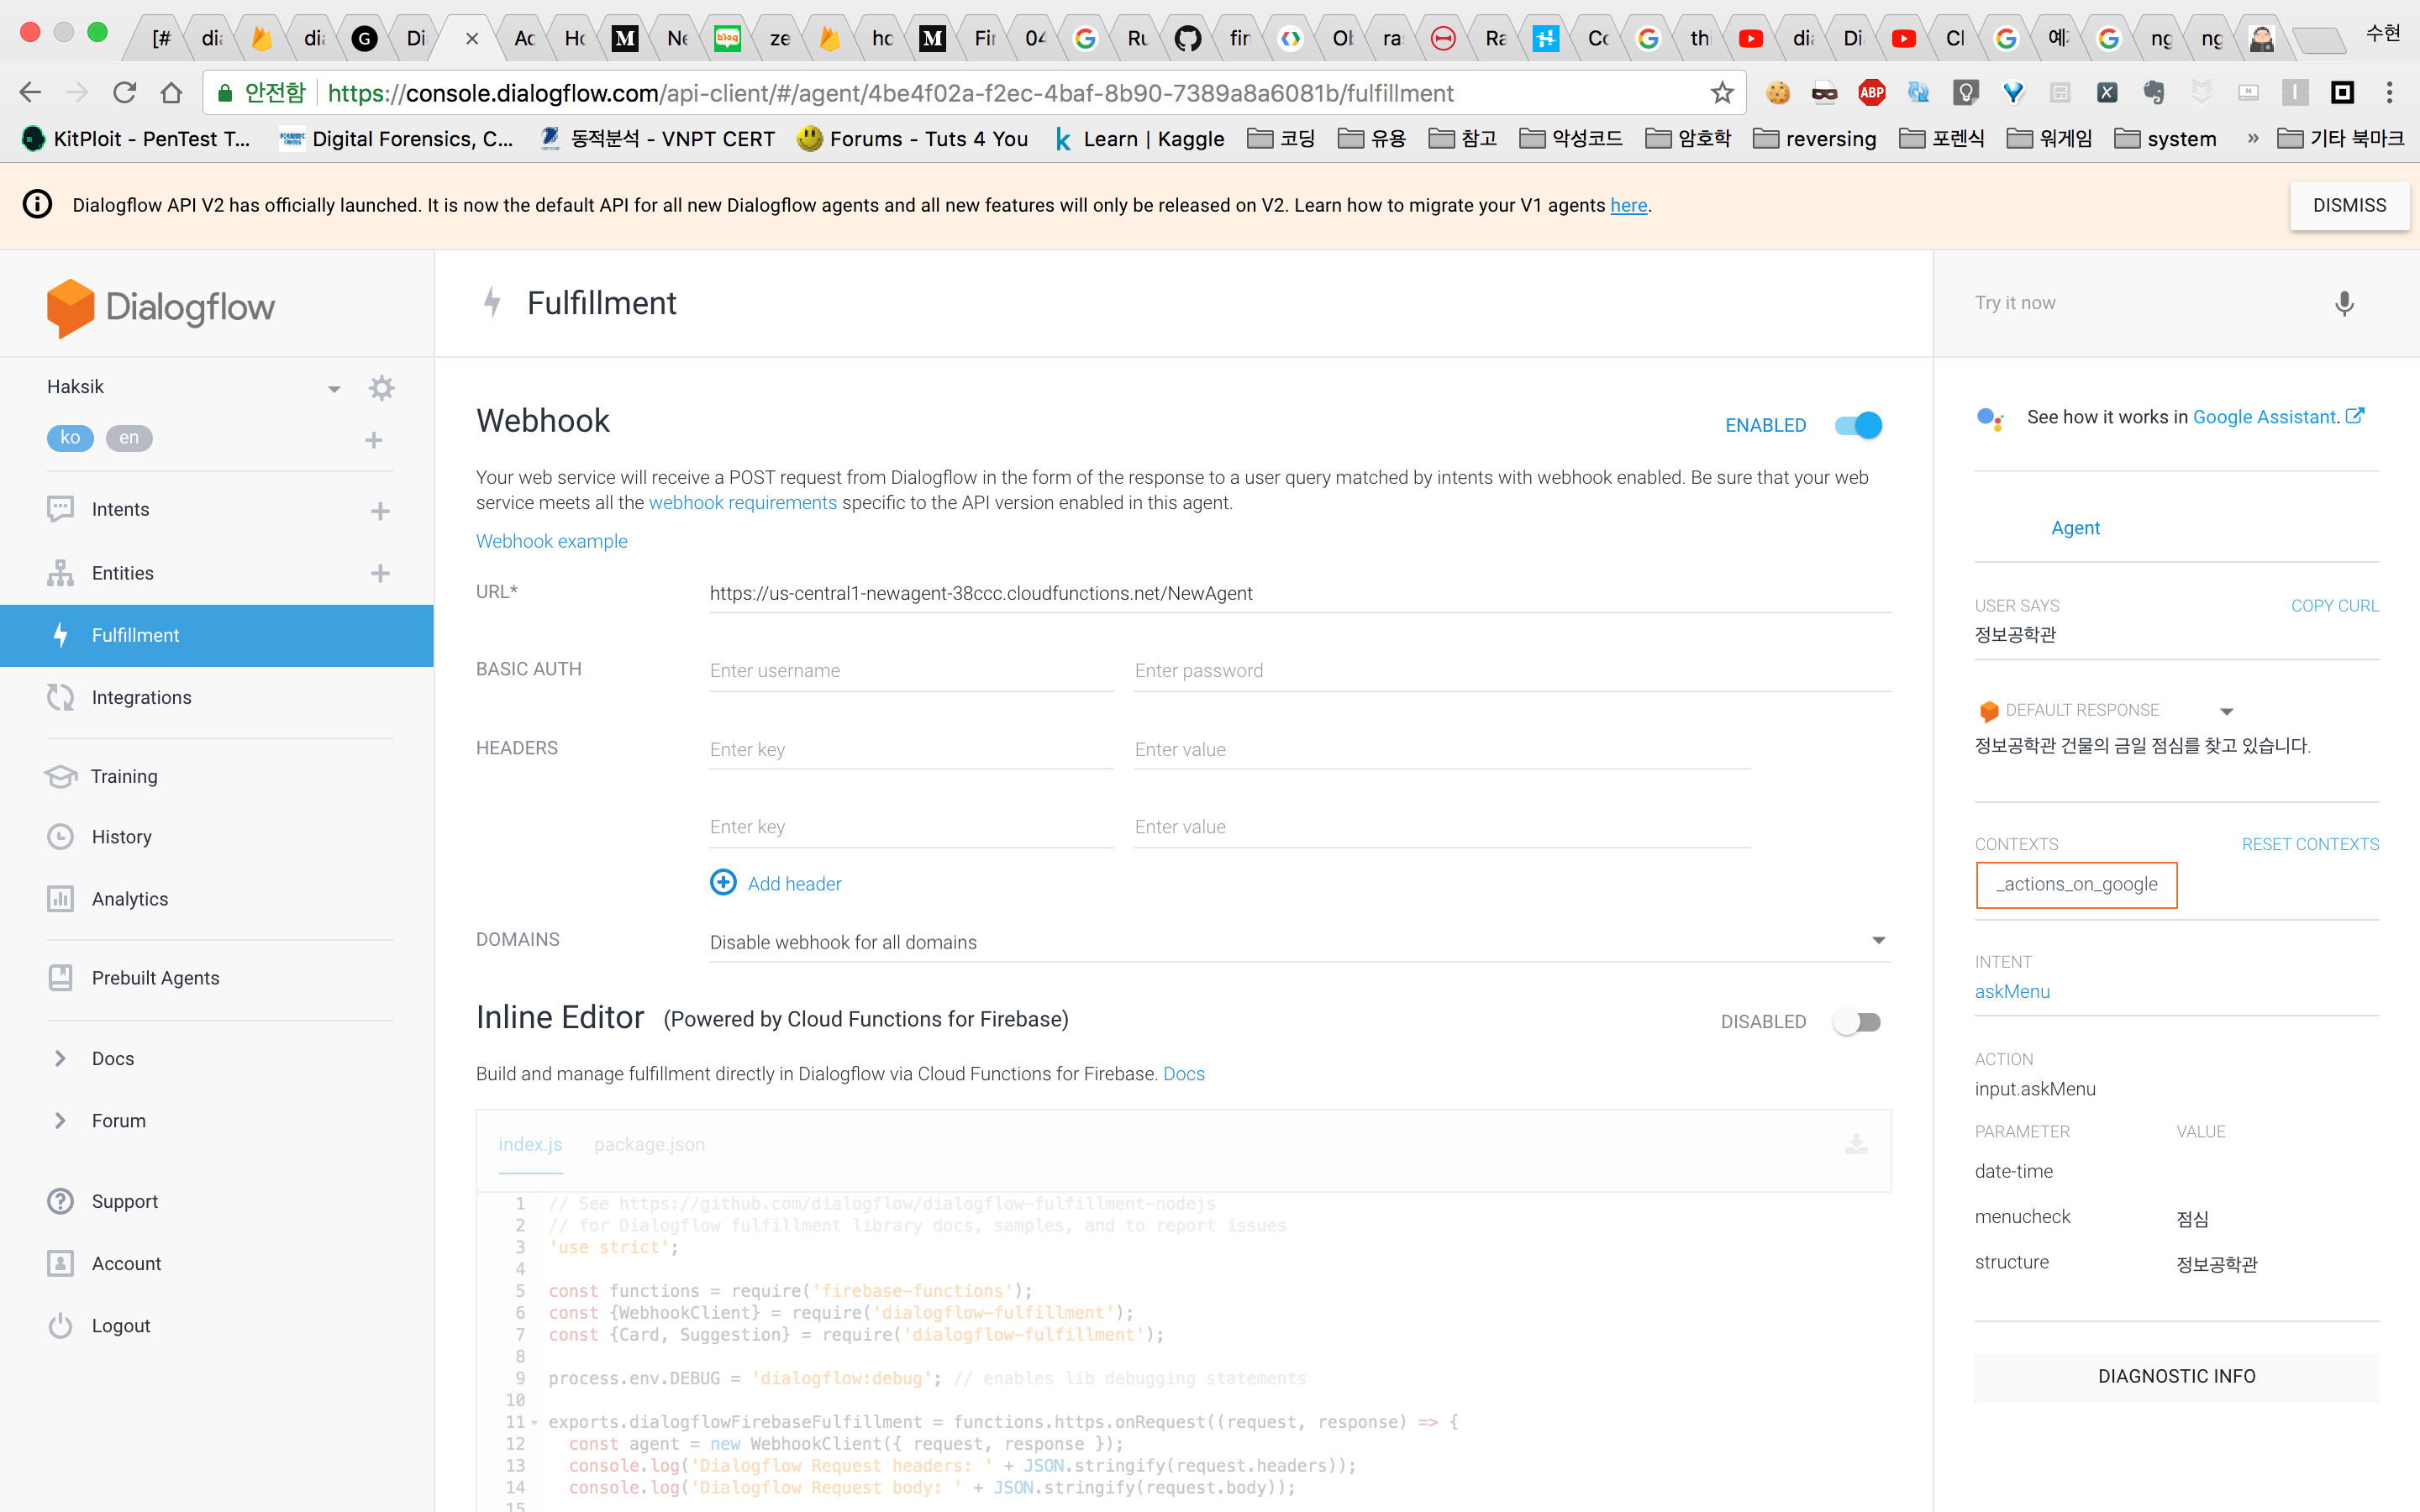 [#
di
di
Di
Ac
Ho
Ne
blog
ze
ho
Fir
04
Ru
fir
Ob
ra
Ra
Co
thi
di
Di
Cl
예
ng
ng
수현
안전함 https://console.dialogflow.com/api-client/#/agent/4be4f02a-f2ec-4baf-8b90-7389a8a6081b/fulfillment
ABP
KitPloit - PenTest T... Digital Forensics, C... 동적분석 - VNPT CERT Forums - Tuts 4 You Learn | Kaggle 코딩 유용 참고 악성코드 암호학 reversing 포렌식 워게임 system » 기타 북마크
Dialogflow API V2 has officially launched. It is now the default API for all new Dialogflow agents and all new features will only be released on V2. Learn how to migrate your V1 agents here.
DISMISS
Dialogflow
Haksik
ko en
Intents
Entities
Fulfillment
Integrations
Training
History
Analytics
Prebuilt Agents
Docs
Forum
Support
Account
Logout
Fulfillment
Webhook
ENABLED
Your web service will receive a POST request from Dialogflow in the form of the response to a user query matched by intents with webhook enabled. Be sure that your web
service meets all the webhook requirements specific to the API version enabled in this agent.
Webhook example
URL* https://us-central1-newagent-38ccc.cloudfunctions.net/NewAgent
BASIC AUTH Enter username Enter password
HEADERS Enter key Enter value
Enter key Enter value
Add header
DOMAINS Disable webhook for all domains
Inline Editor (Powered by Cloud Functions for Firebase)
DISABLED
Build and manage fulfillment directly in Dialogflow via Cloud Functions for Firebase. Docs
index.js package.json
1 // See https://github.com/dialogflow/dialogflow-fulfillment-nodejs
2 // for Dialogflow fulfillment library docs, samples, and to report issues
3 'use strict';
4
5 const functions = require('firebase-functions');
6 const {WebhookClient} = require('dialogflow-fulfillment');
7 const {Card, Suggestion} = require('dialogflow-fulfillment');
8
9 process.env.DEBUG = 'dialogflow:debug'; // enables lib debugging statements
10
11 exports.dialogflowFirebaseFulfillment = functions.https.onRequest((request, response) => {
12 const agent = new WebhookClient({ request, response });
13 console.log('Dialogflow Request headers: ' + JSON.stringify(request.headers));
14 console.log('Dialogflow Request body: ' + JSON.stringify(request.body));
15
Try it now
See how it works in Google Assistant.
Agent
USER SAYS COPY CURL
정보공학관
DEFAULT RESPONSE
정보공학관 건물의 금일 점심를 찾고 있습니다.
CONTEXTS RESET CONTEXTS
_actions_on_google
INTENT
askMenu
ACTION
input.askMenu
PARAMETER VALUE
date-time
menucheck 점심
structure 정보공학관
DIAGNOSTIC INFO